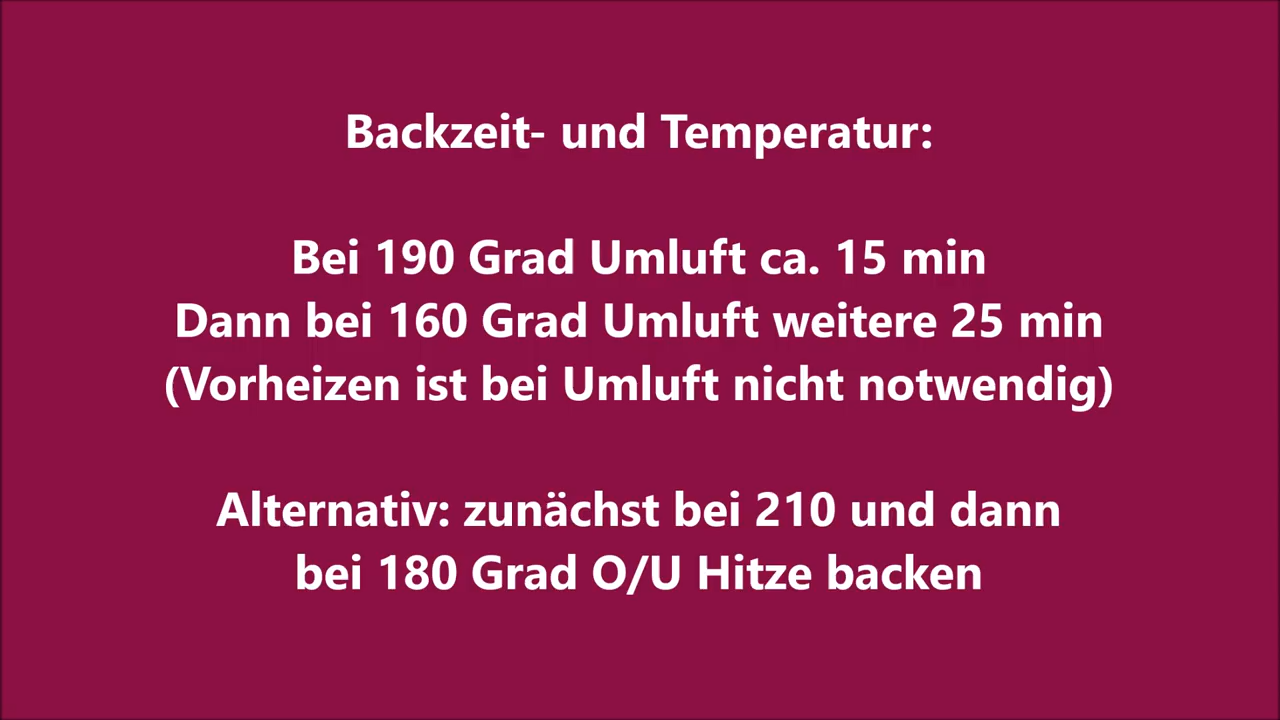 Backzeit- und Temperatur:
Bei 190 Grad Umluft ca. 15 min
Dann bei 160 Grad Umluft weitere 25 min
(Vorheizen ist bei Umluft nicht notwendig)
Alternativ: zunächst bei 210 und dann
bei 180 Grad O/U Hitze backen